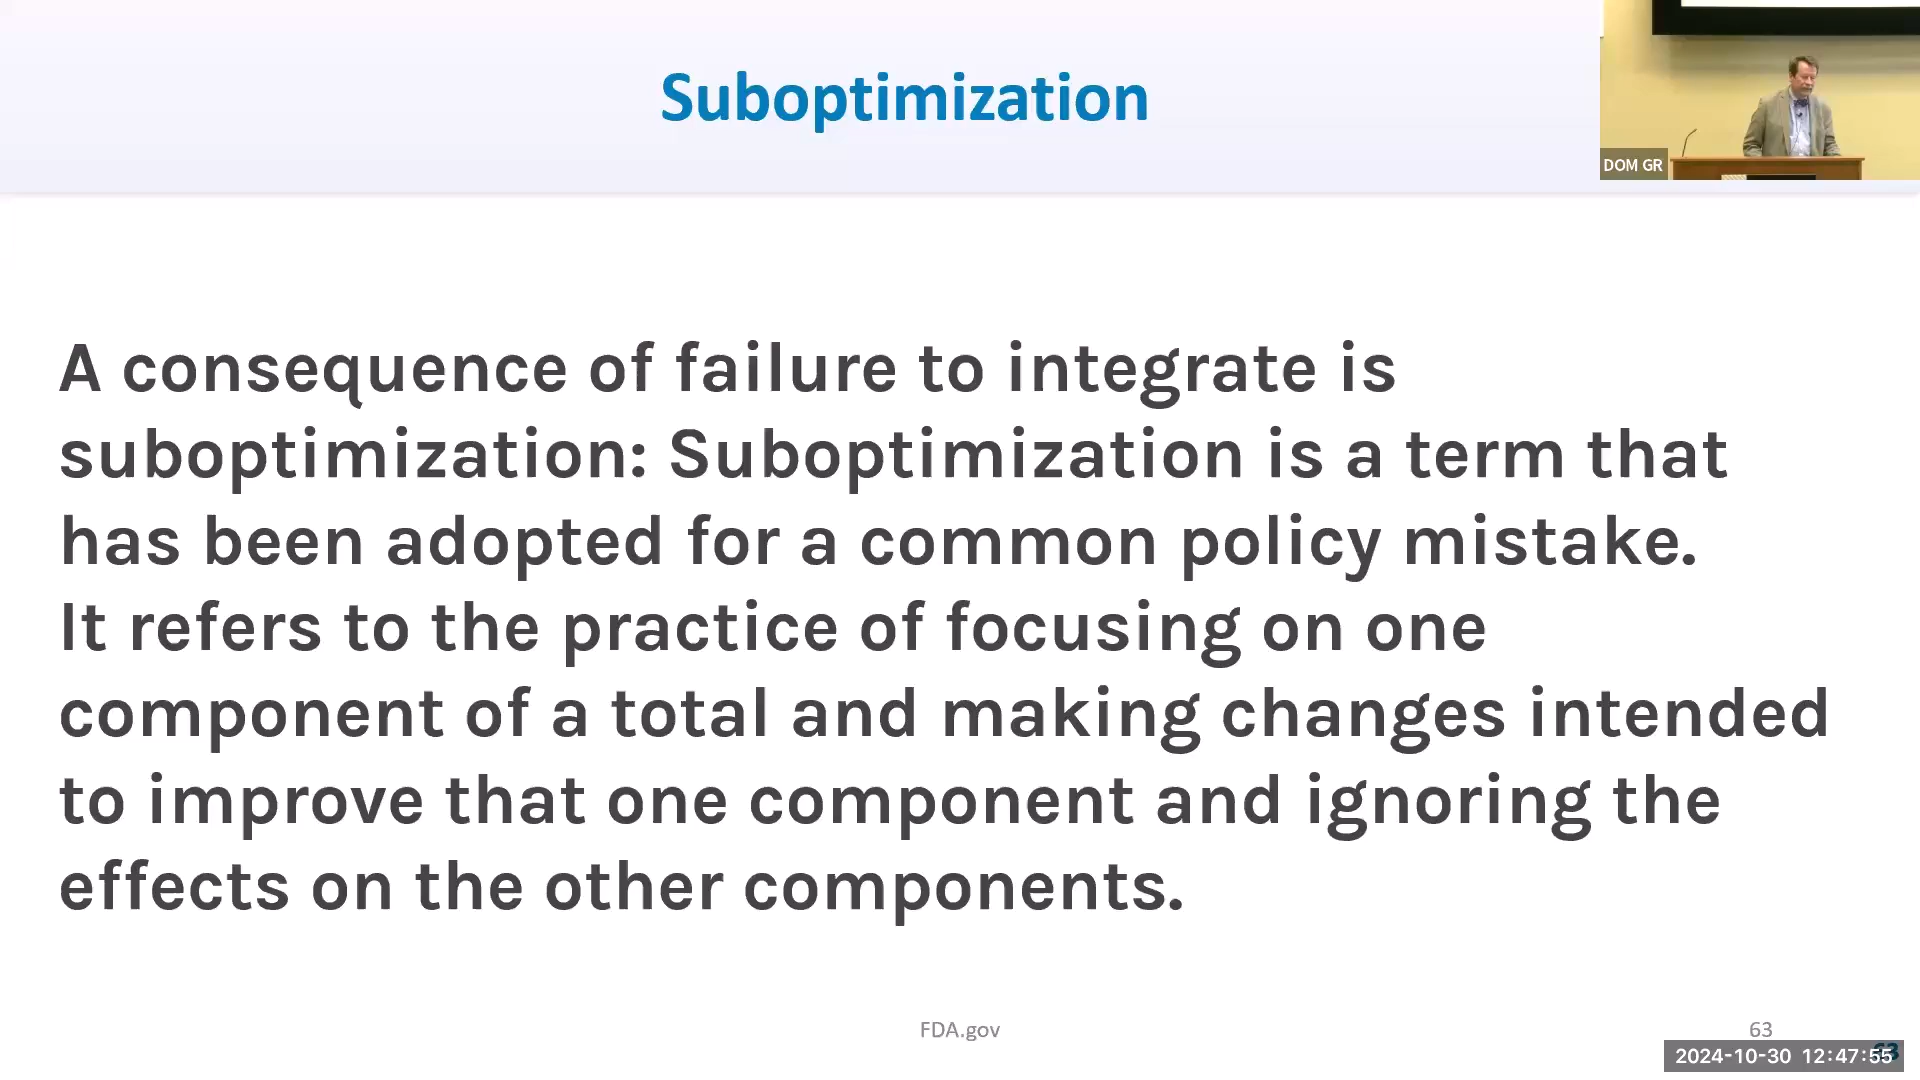 Suboptimization
DOM GR
A consequence of failure to integrate is
suboptimization: Suboptimization is a term that
has been adopted for a common policy mistake.
It refers to the practice of focusing on one
component of a total and making changes intended
to improve that one component and ignoring the
effects on the other components.
FDA.gov
63
63
2024-10-30 12:47:55